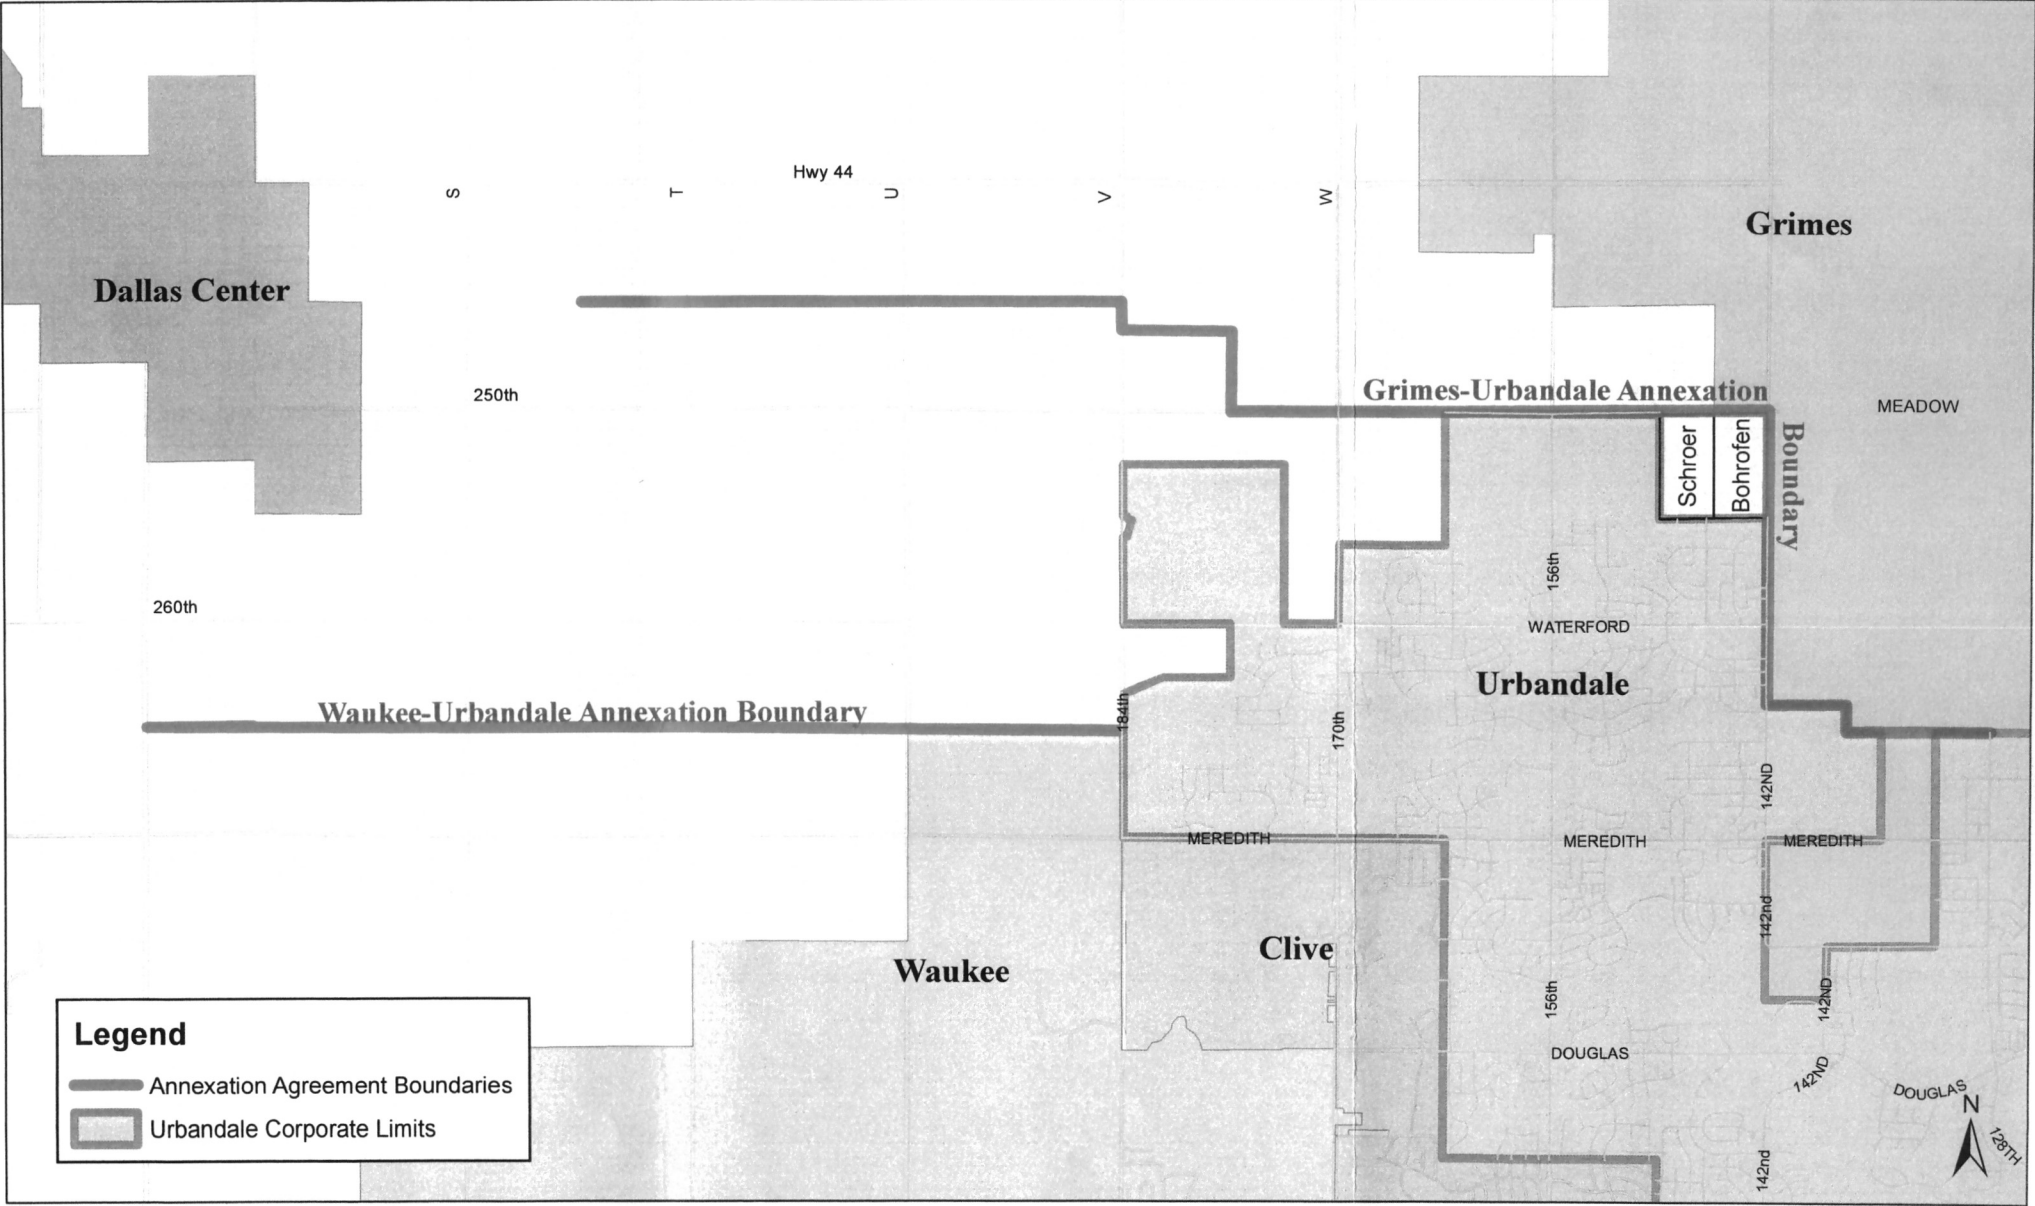 Hwy 44
S
T
U
V
W
Grimes
Dallas Center
250th
Grimes-Urbandale Annexation
Boundary
MEADOW
Schroer
Bohrofen
156th
260th
WATERFORD
Urbandale
Waukee-Urbandale Annexation Boundary
184th
170th
142ND
MEREDITH
MEREDITH
MEREDITH
142nd
Clive
Waukee
156th
142ND
DOUGLAS
142ND
DOUGLAS
N
128TH
142nd
Legend
Annexation Agreement Boundaries
Urbandale Corporate Limits